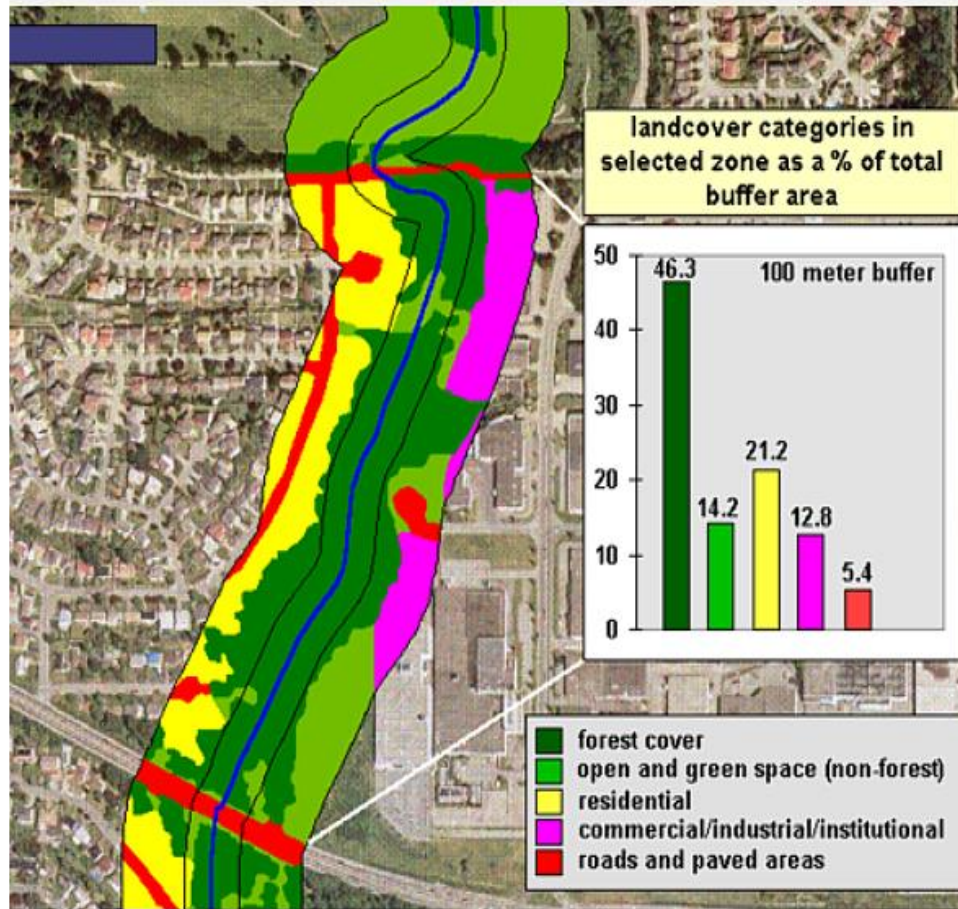 landcover categories in
selected zone as a % of total
buffer area
100 meter buffer
50
40
30
20
10
0
46.3
14.2
21.2
12.8
5.4
forest cover
open and green space (non-forest)
residential
commercial/industrial/institutional
roads and paved areas